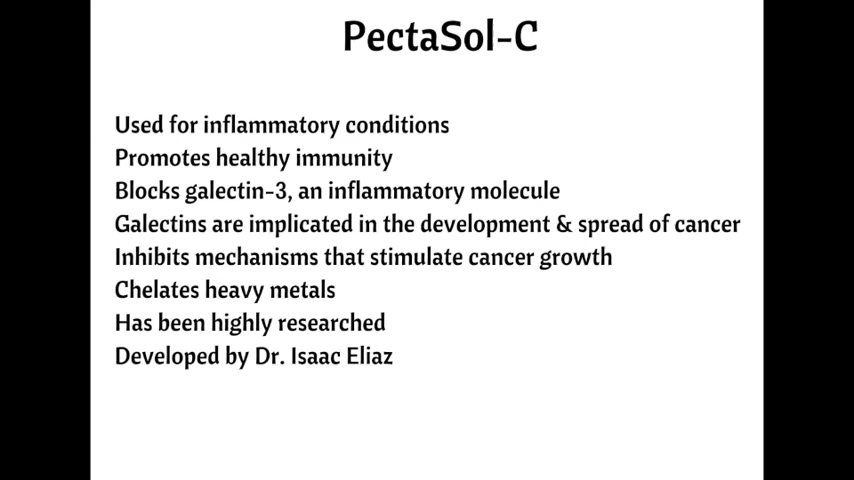 PectaSol-C
Used for inflammatory conditions
Promotes healthy immunity
Blocks galectin-3, an inflammatory molecule
Galectins are implicated in the development & spread of cancer
Inhibits mechanisms that stimulate cancer growth
Chelates heavy metals
Has been highly researched
Developed by Dr. Isaac Eliaz